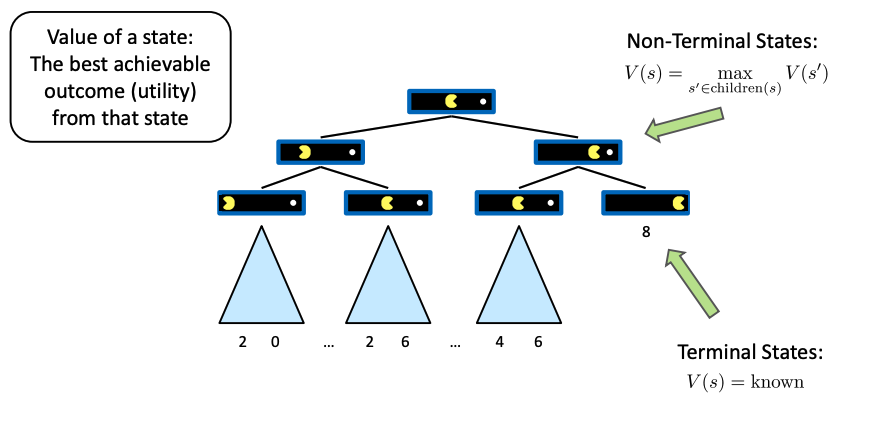 Value of a state:
The best achievable
outcome (utility)
from that state
Non-Terminal States:
V(s) = max V(s′)
s′∈children(s)
8
2 0 ... 2 6 ... 4 6
Terminal States:
V(s) = known